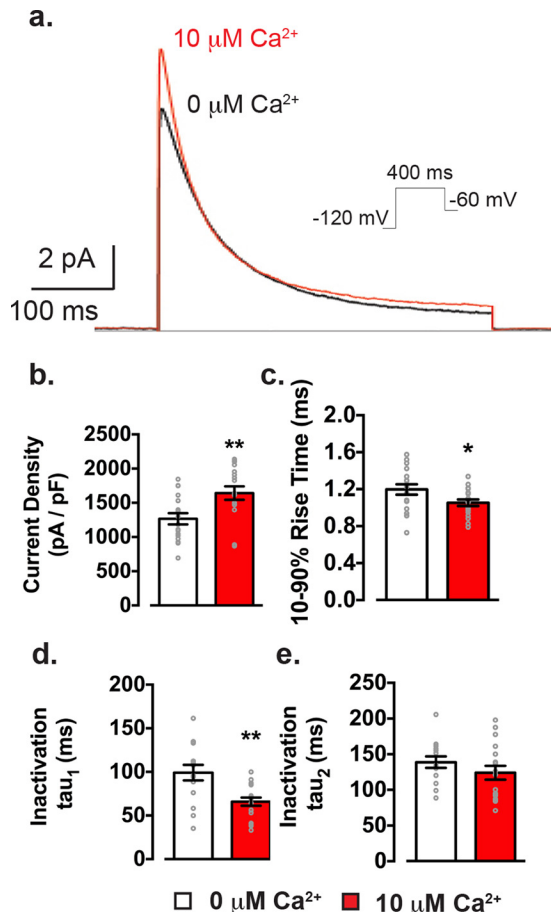 a.
10 μM Ca²⁺
0 μM Ca²⁺
400 ms
-120 mV
-60 mV
2 pA
100 ms
b.
Current Density
(pA / pF)
2500
2000
1500
1000
500
0
**
c.
10-90% Rise Time (ms)
2.0
1.6
1.2
0.8
0.0
*
d.
Inactivation
tau₁ (ms)
200
150
100
50
0
**
e.
Inactivation
tau₂ (ms)
250
200
150
100
50
0
0 μM Ca²⁺
10 μM Ca²⁺